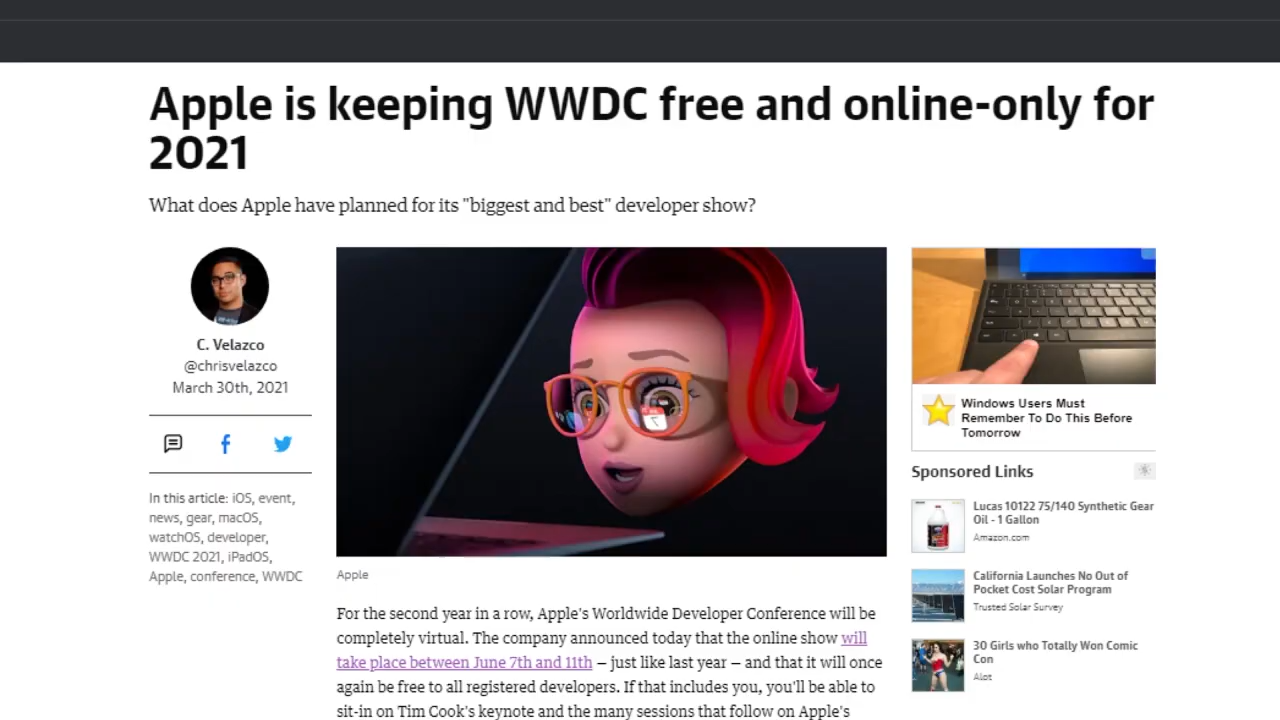 Apple is keeping WWDC free and online-only for
2021
What does Apple have planned for its "biggest and best" developer show?
C. Velazco
@chrisvelazco
March 30th, 2021
In this article: iOS, event,
news, gear, macOS,
watchOS, developer,
WWDC 2021, iPadOS,
Apple, conference, WWDC
Apple
For the second year in a row, Apple's Worldwide Developer Conference will be
completely virtual. The company announced today that the online show will
take place between June 7th and 11th – just like last year – and that it will once
again be free to all registered developers. If that includes you, you'll be able to
sit-in on Tim Cook's keynote and the many sessions that follow on Apple's
Windows Users Must
Remember To Do This Before
Tomorrow
Sponsored Links
Lucas 10122 75/140 Synthetic Gear
Oil - 1 Gallon
Amazon.com
California Launches No Out of
Pocket Cost Solar Program
Trusted Solar Survey
30 Girls who Totally Won Comic
Con
Alot